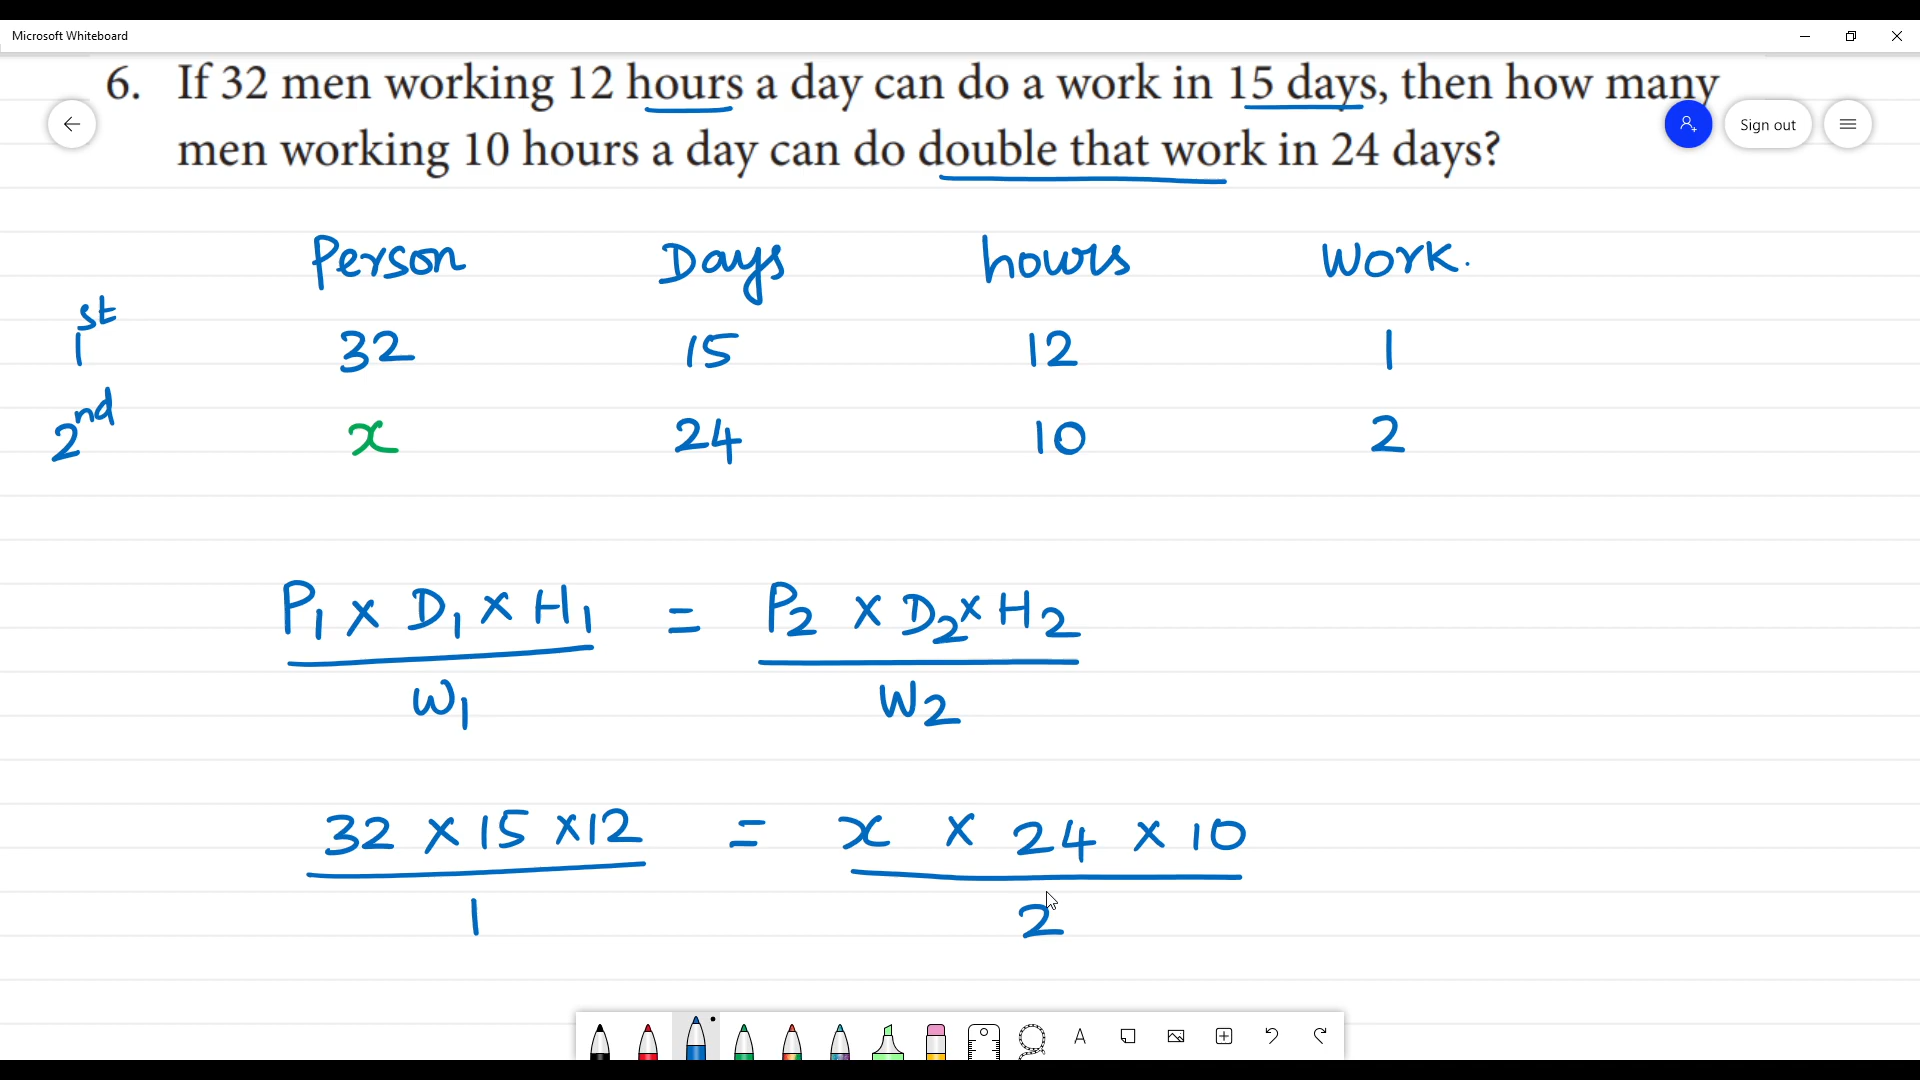 Microsoft Whiteboard
6. If 32 men working 12 hours a day can do a work in 15 days, then how many
men working 10 hours a day can do double that work in 24 days?
Sign out
Person Days hours Work.
1st 32 15 12 1
2nd x 24 10 2
P1 × D1 × H1 = P2 × D2 × H2
W1 W2
32 × 15 × 12 = x × 24 × 10
1 2
A